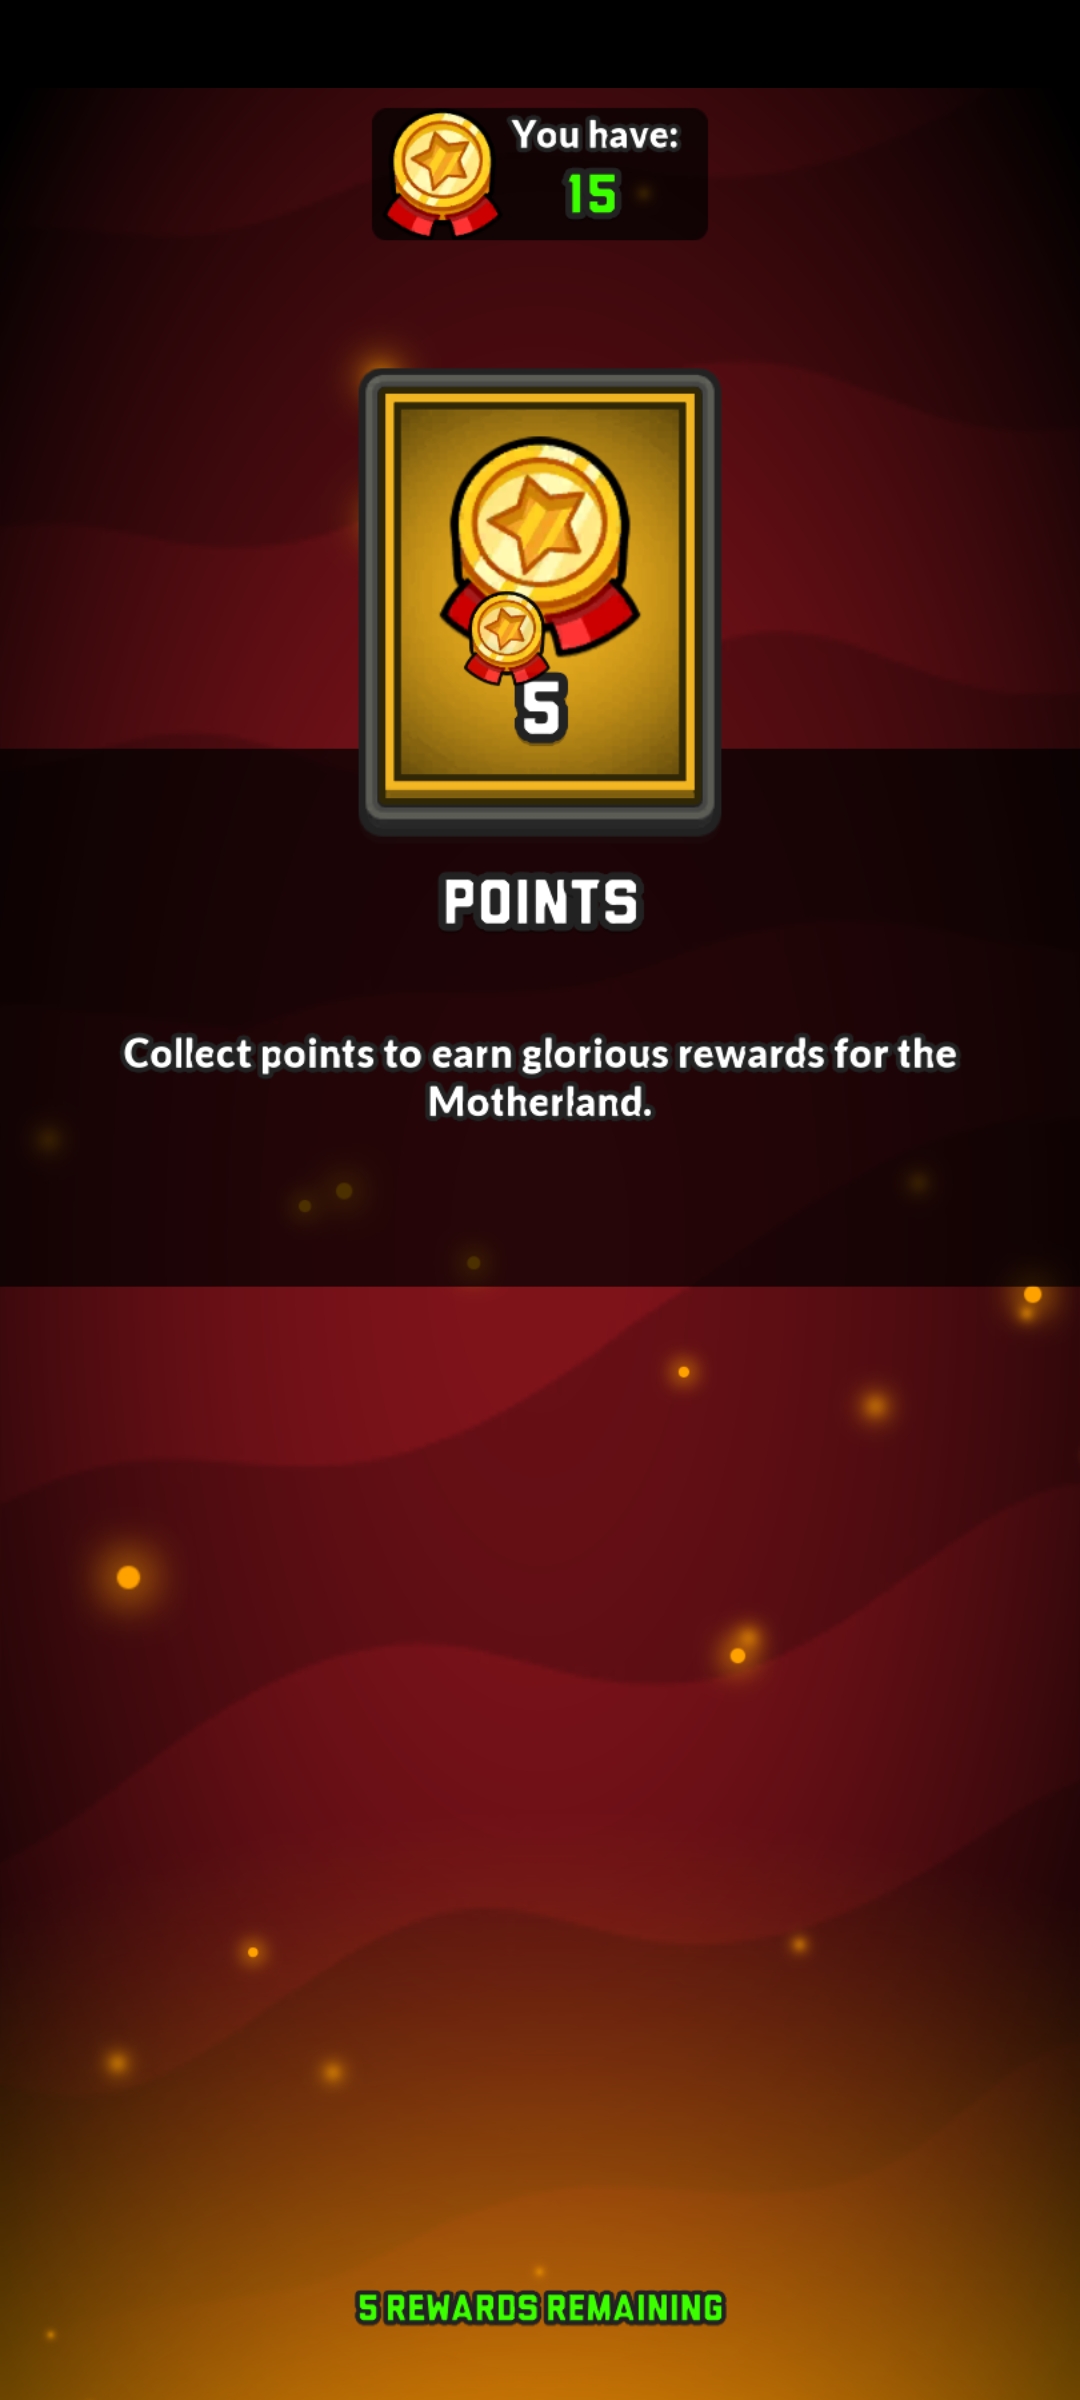 You have:
15
5
POINTS
Collect points to earn glorious rewards for the
Motherland.
5 REWARDS REMAINING